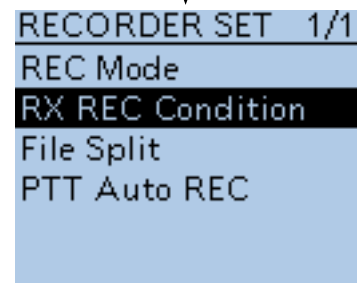 RECORDER SET 1/1
REC Mode
RX REC Condition
File Split
PTT Auto REC